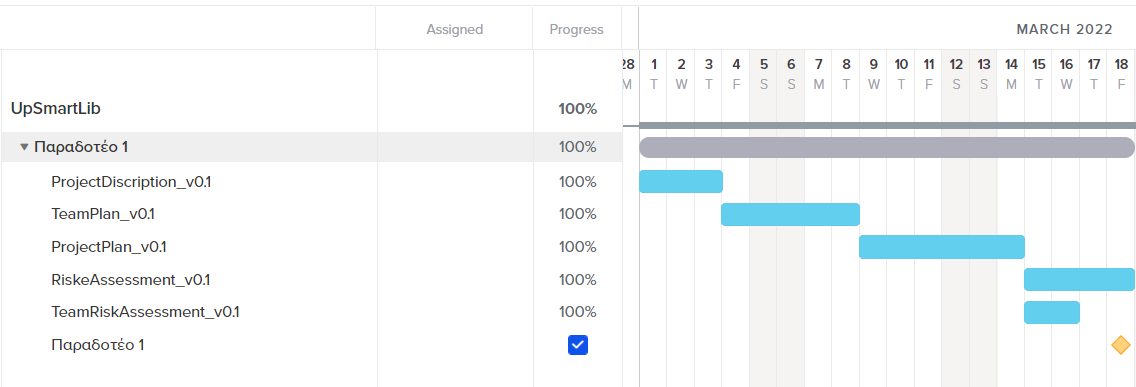 MARCH 2022
Assigned Progress
28 1 2 3 4 5 6 7 8 9 10 11 12 13 14 15 16 17 18
M T W T F S S M T W T F S S M T W T F
UpSmartLib 100%
Παραδοτέο 1 100%
ProjectDiscription_v0.1 100%
TeamPlan_v0.1 100%
ProjectPlan_v0.1 100%
RiskeAssessment_v0.1 100%
TeamRiskAssessment_v0.1 100%
Παραδοτέο 1